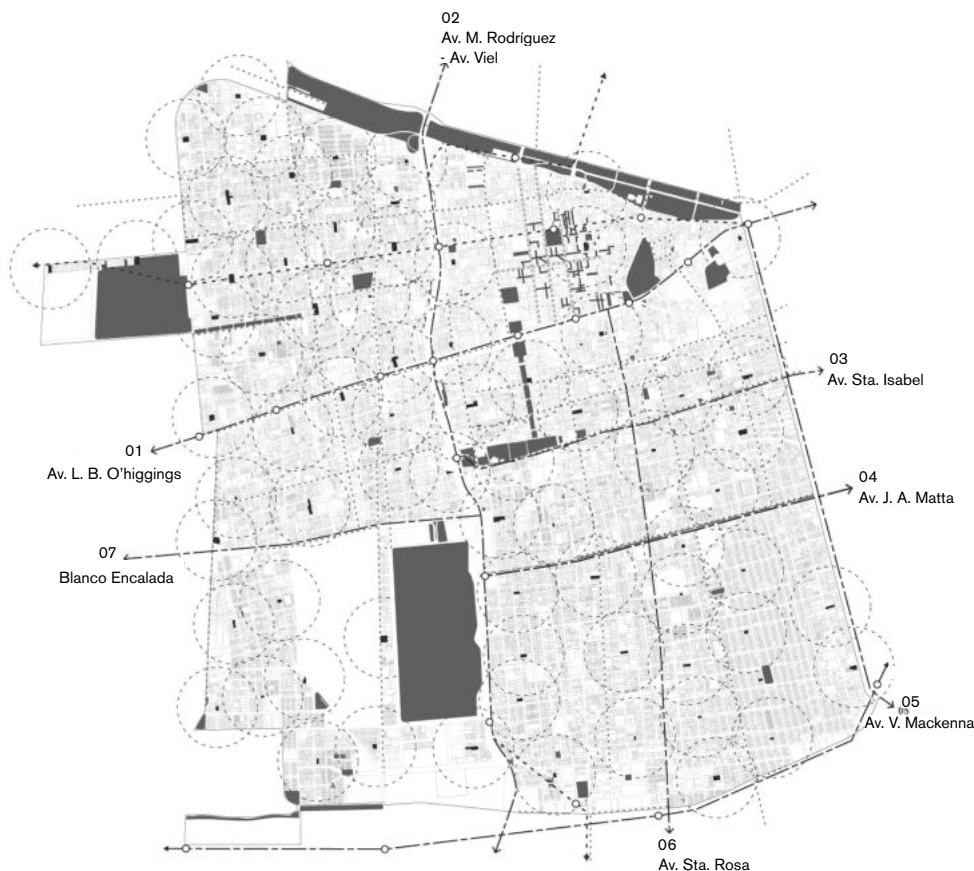 02
Av. M. Rodríguez
- Av. Viel
03
Av. Sta. Isabel
01
Av. L. B. O'higgings
04
Av. J. A. Matta
07
Blanco Encalada
05
Av. V. Mackenna
06
Av. Sta. Rosa